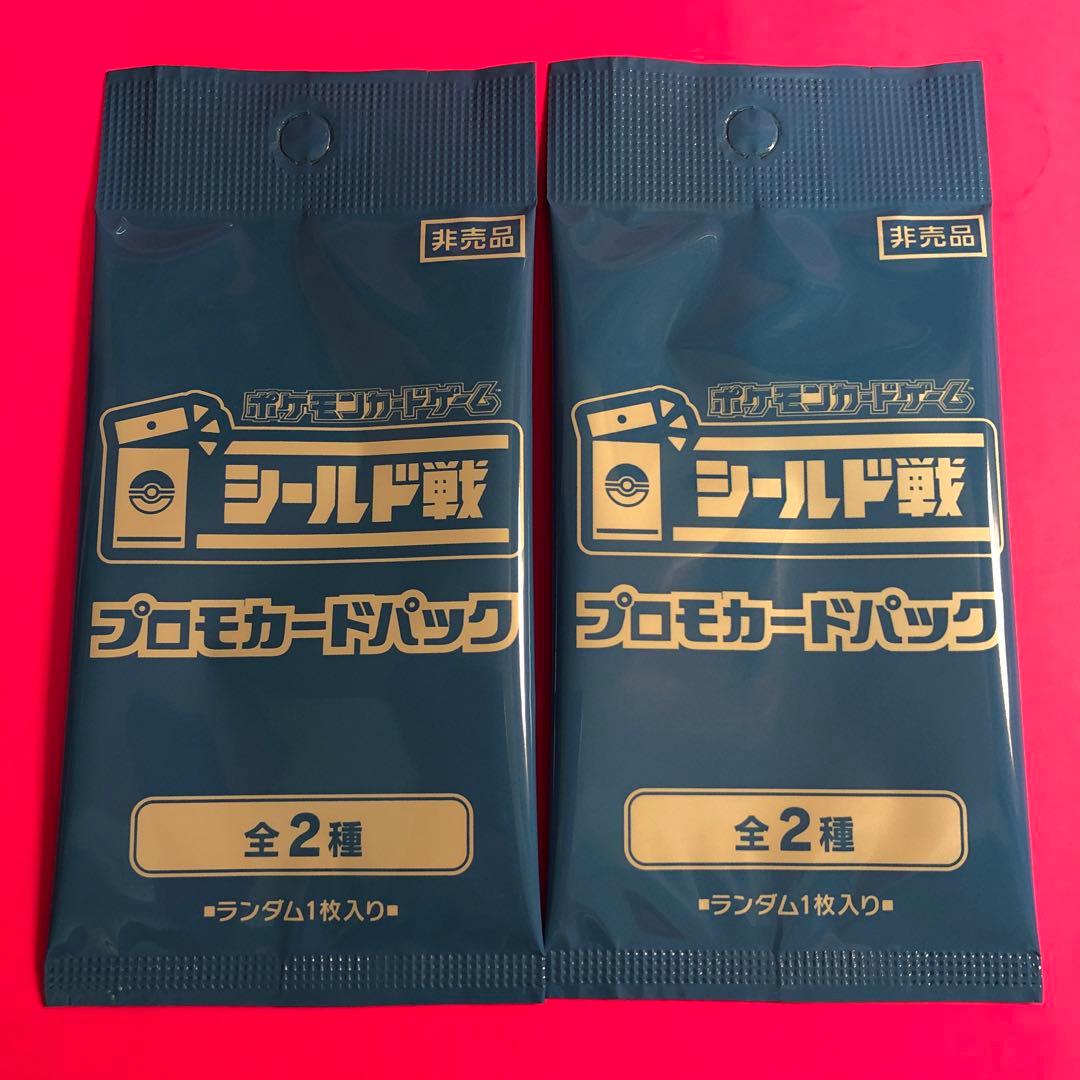 非売品
ポケモンカードゲーム
シールド戦
プロモカードパック
全2種
■ランダム1枚入り■
非売品
ポケモンカードゲーム
シールド戦
プロモカードパック
全2種
■ランダム1枚入り■